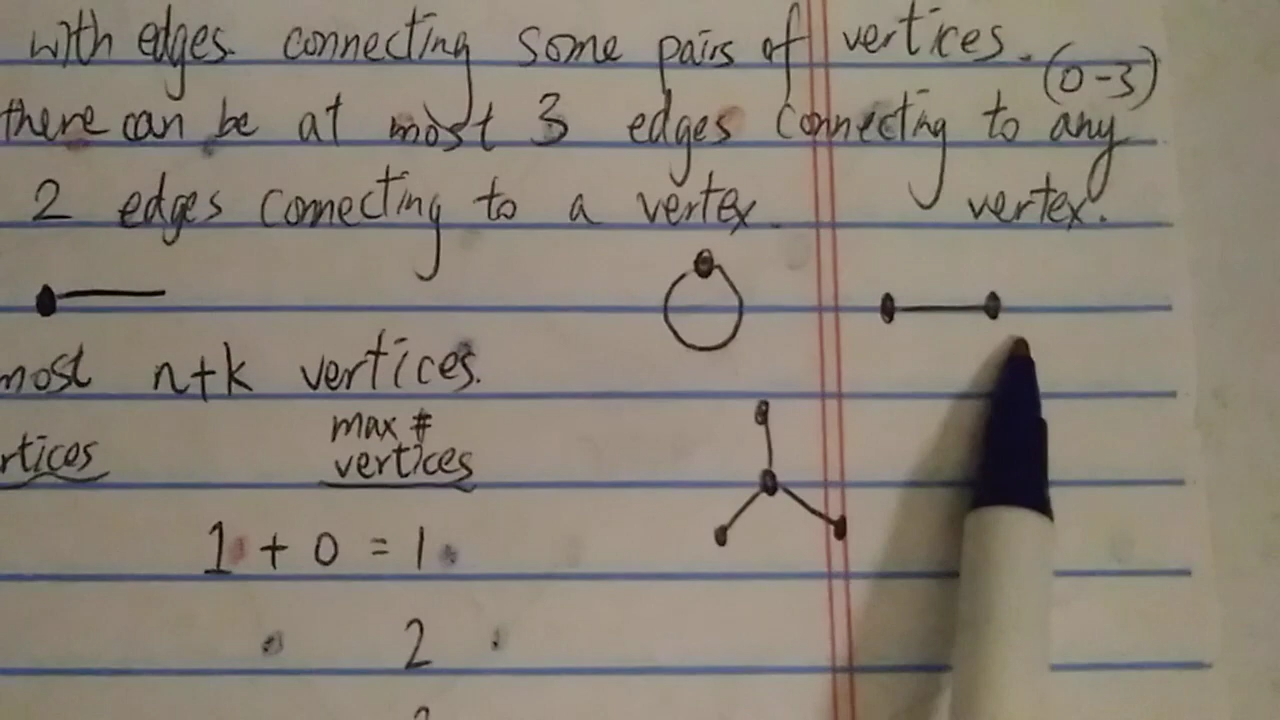 with edges connecting some pairs of vertices.
(0-3)
there can be at most 3 edges connecting to any
2 edges connecting to a vertex. vertex.
most n+k vertices.
max #
rtices vertices
1 + 0 = 1
2